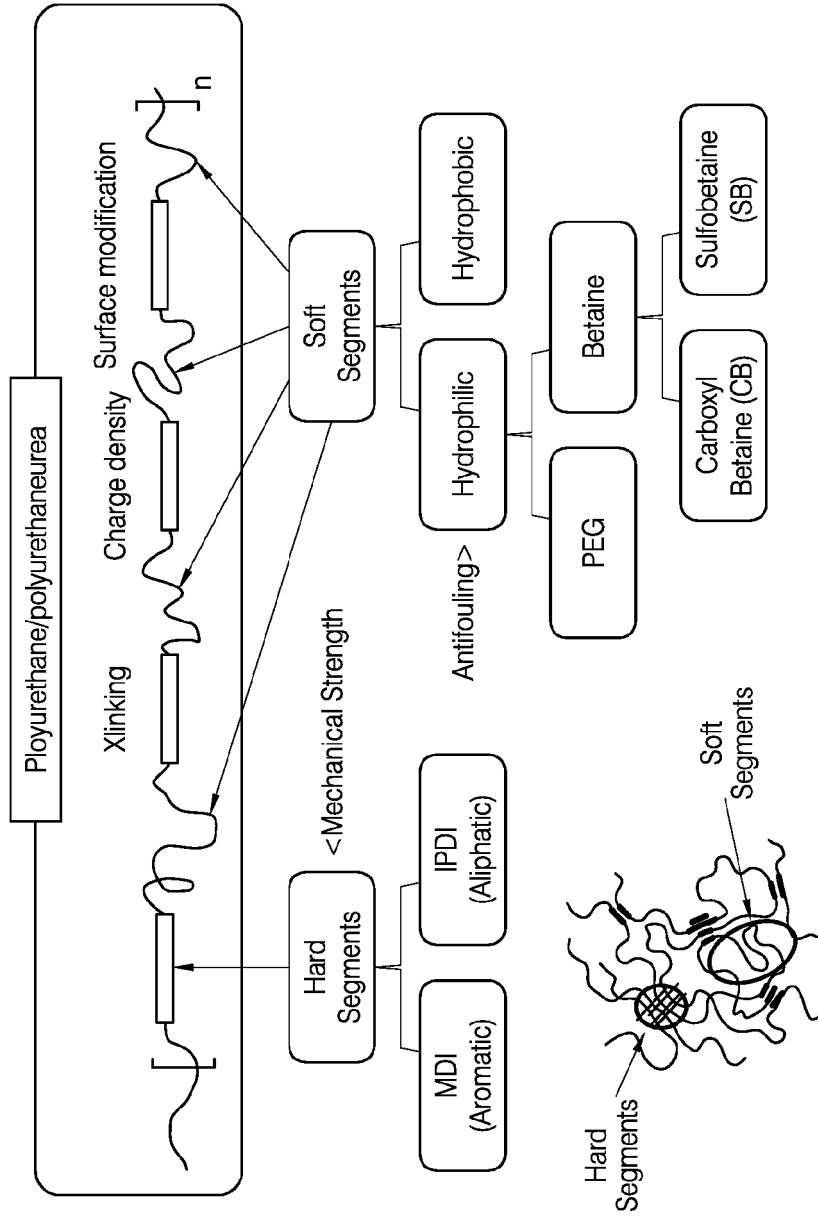 Ployurethane/polyurethaneurea
Xlinking
Charge density
Surface modification
n
Hard
Segments
<Mechanical Strength
Soft
Segments
MDI
(Aromatic)
IPDI
(Aliphatic)
Antifouling>
Hydrophilic
Hydrophobic
PEG
Betaine
Carboxyl
Betaine (CB)
Sulfobetaine
(SB)
Hard
Segments
Soft
Segments